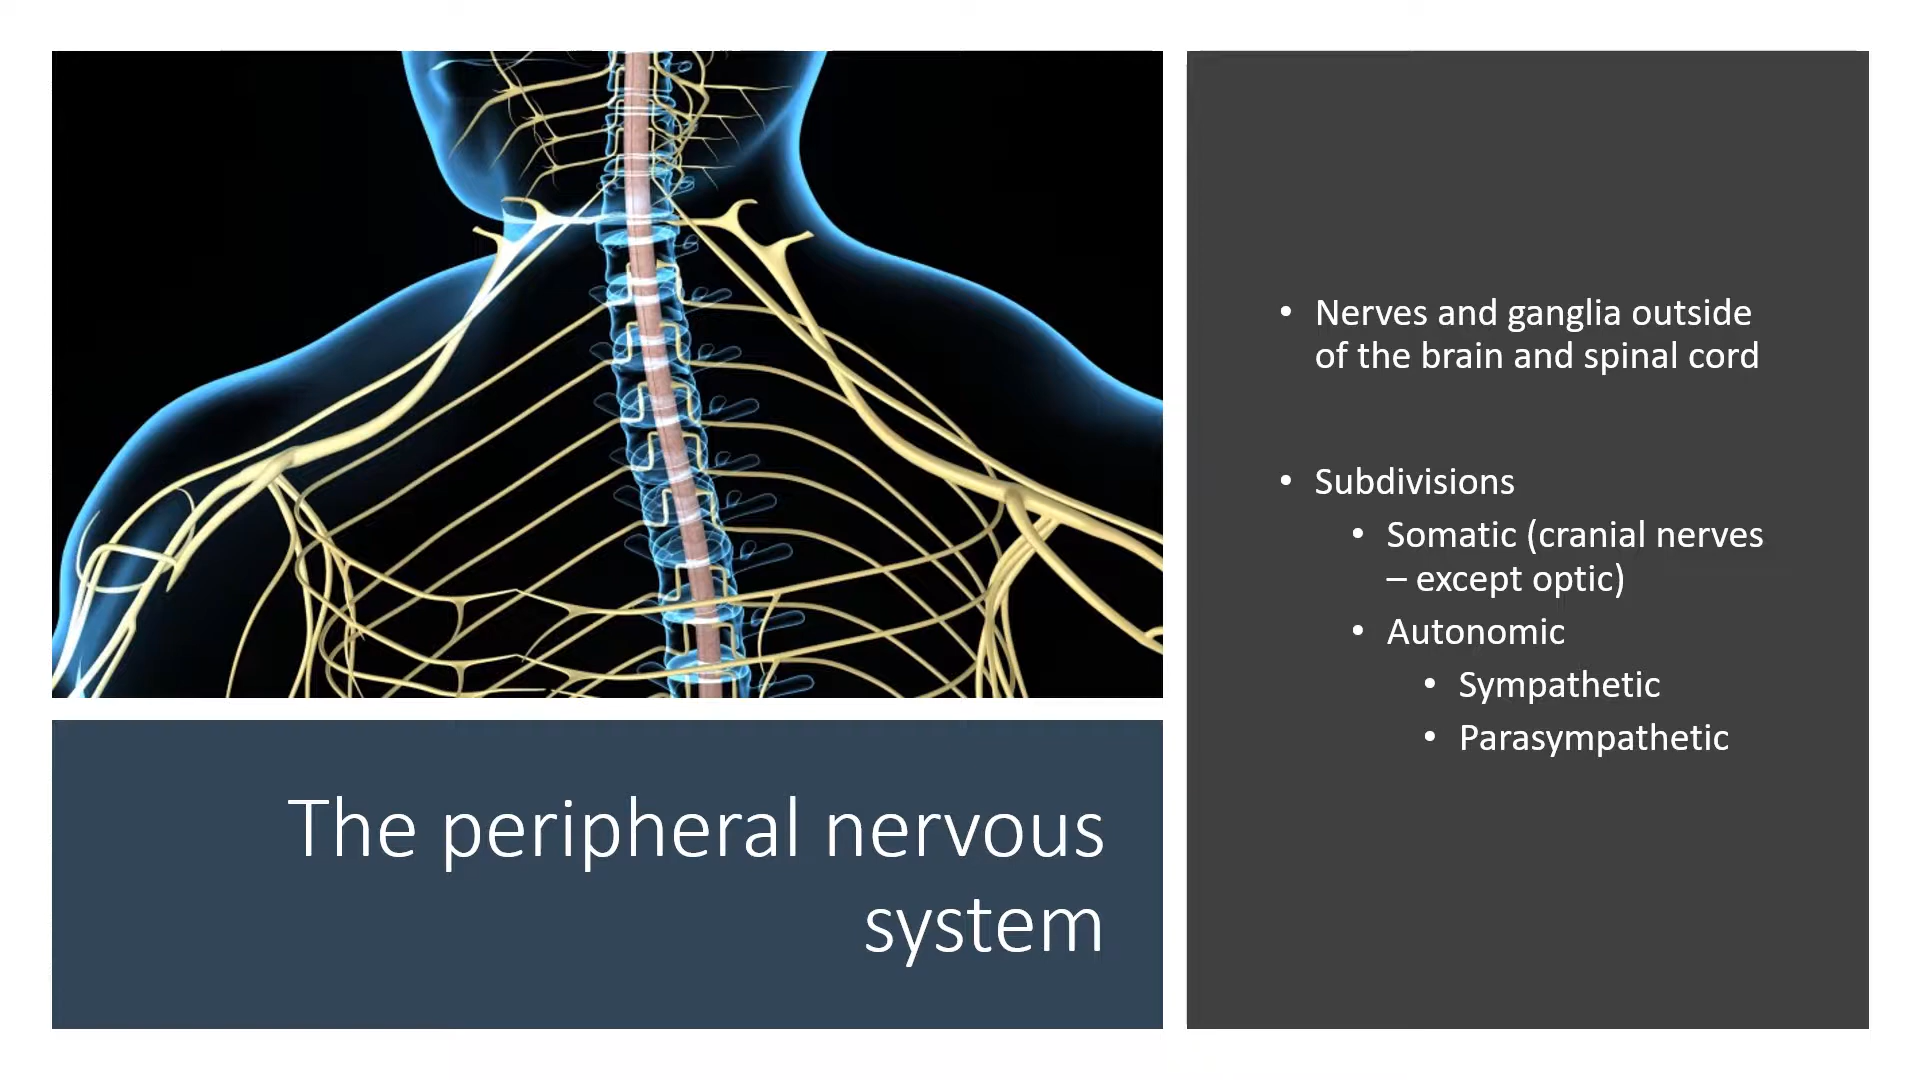 The peripheral nervous
system
• Nerves and ganglia outside
of the brain and spinal cord
• Subdivisions
• Somatic (cranial nerves
– except optic)
• Autonomic
• Sympathetic
• Parasympathetic